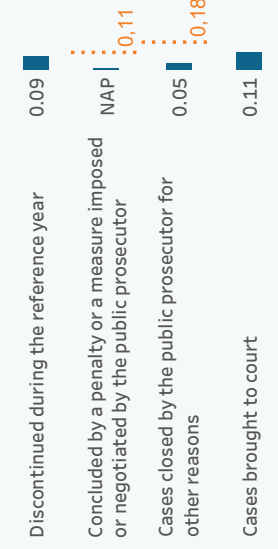 Discontinued during the reference year
0.09
Concluded by a penalty or a measure imposed
or negotiated by the public prosecutor
NAP
0,11
Cases closed by the public prosecutor for
other reasons
0.05
0,18
Cases brought to court
0.11